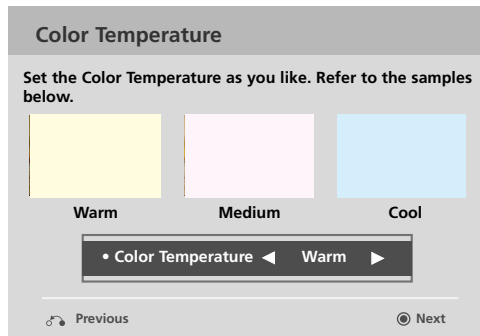 Color Temperature
Set the Color Temperature as you like. Refer to the samples
below.
Warm Medium Cool
• Color Temperature ◀ Warm ▶
Previous Next